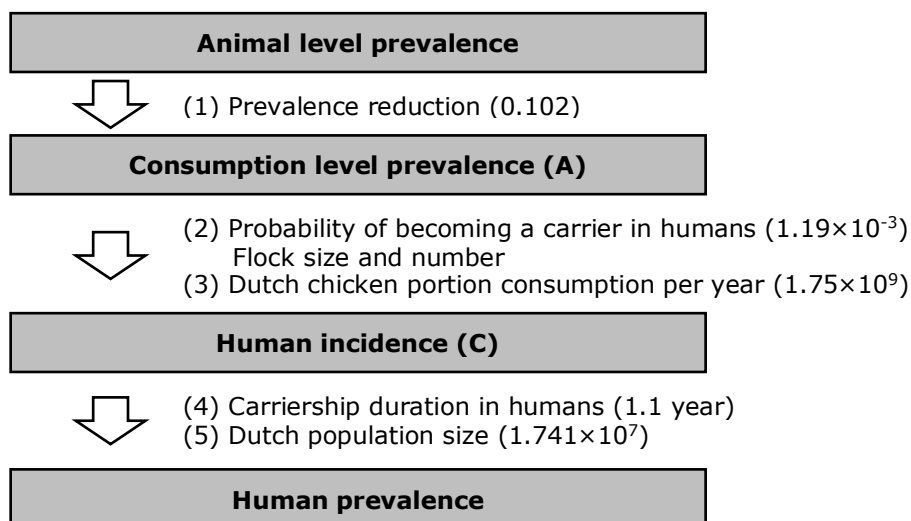 Animal level prevalence
(1) Prevalence reduction (0.102)
Consumption level prevalence (A)
(2) Probability of becoming a carrier in humans (1.19×10⁻³)
Flock size and number
(3) Dutch chicken portion consumption per year (1.75×10⁹)
Human incidence (C)
(4) Carriership duration in humans (1.1 year)
(5) Dutch population size (1.741×10⁷)
Human prevalence